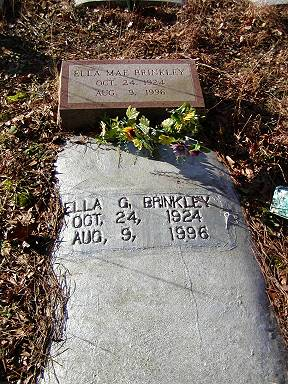 ELLA MAE BRINKLEY
OCT. 24, 1924
AUG. 9, 1996
ELLA G. BRINKLEY
OCT. 24, 1924
AUG, 9, 1996